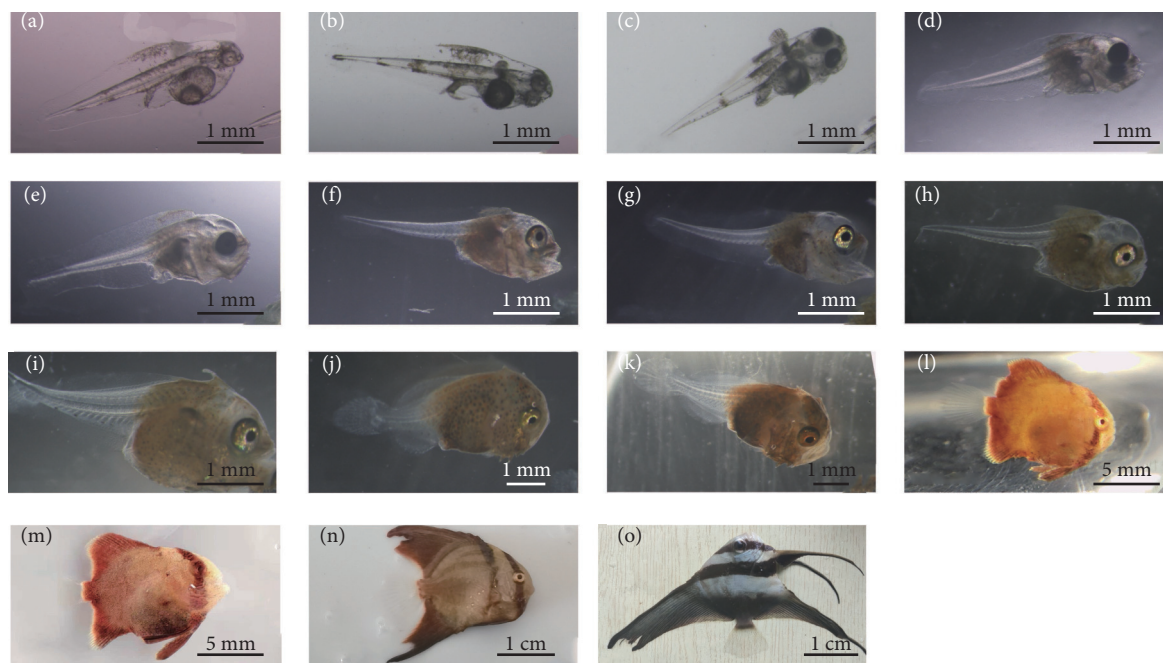 (a) (b) (c) (d)
1 mm 1 mm 1 mm 1 mm
(e) (f) (g) (h)
1 mm 1 mm 1 mm 1 mm
(i) (j) (k) (l)
1 mm 1 mm 1 mm 5 mm
(m) (n) (o)
5 mm 1 cm 1 cm